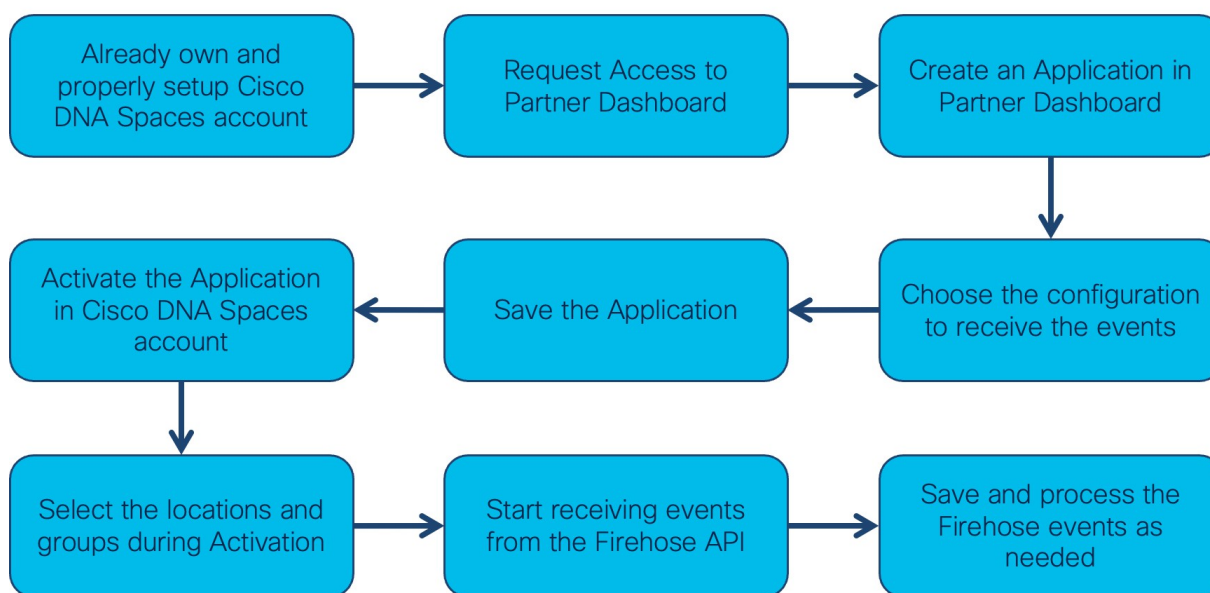 Already own and
properly setup Cisco
DNA Spaces account
Request Access to
Partner Dashboard
Create an Application in
Partner Dashboard
Choose the configuration
to receive the events
Save the Application
Activate the Application
in Cisco DNA Spaces
account
Select the locations and
groups during Activation
Start receiving events
from the Firehose API
Save and process the
Firehose events as
needed